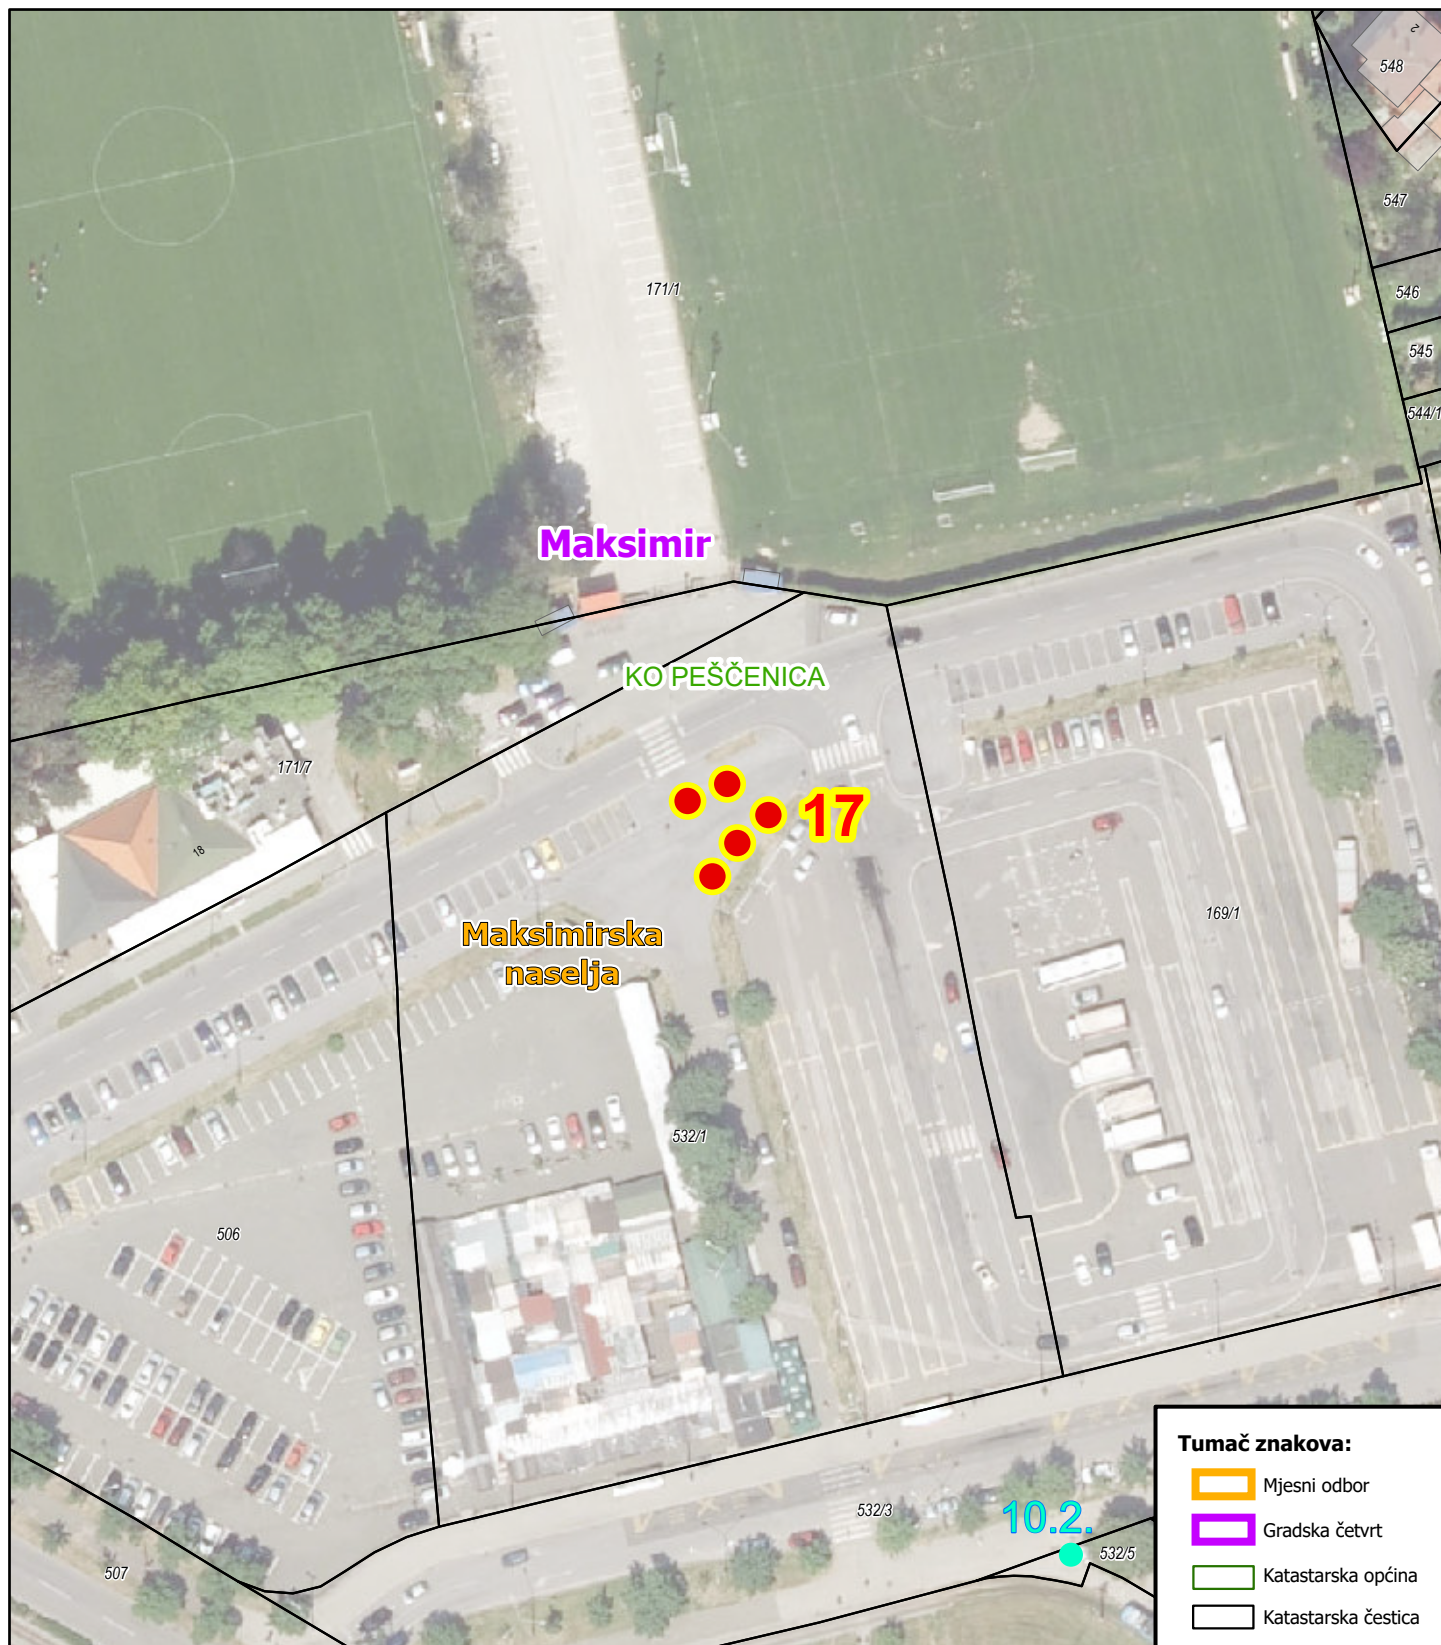 2
548
547
171/1
546
545
544/1
Maksimir
KO PEŠČENICA
171/7
17
18
169/1
Maksimirska
naselja
532/1
506
532/3
10.2.
532/5
507
Tumač znakova:
Mjesni odbor
Gradska četvrt
Katastarska općina
Katastarska čestica